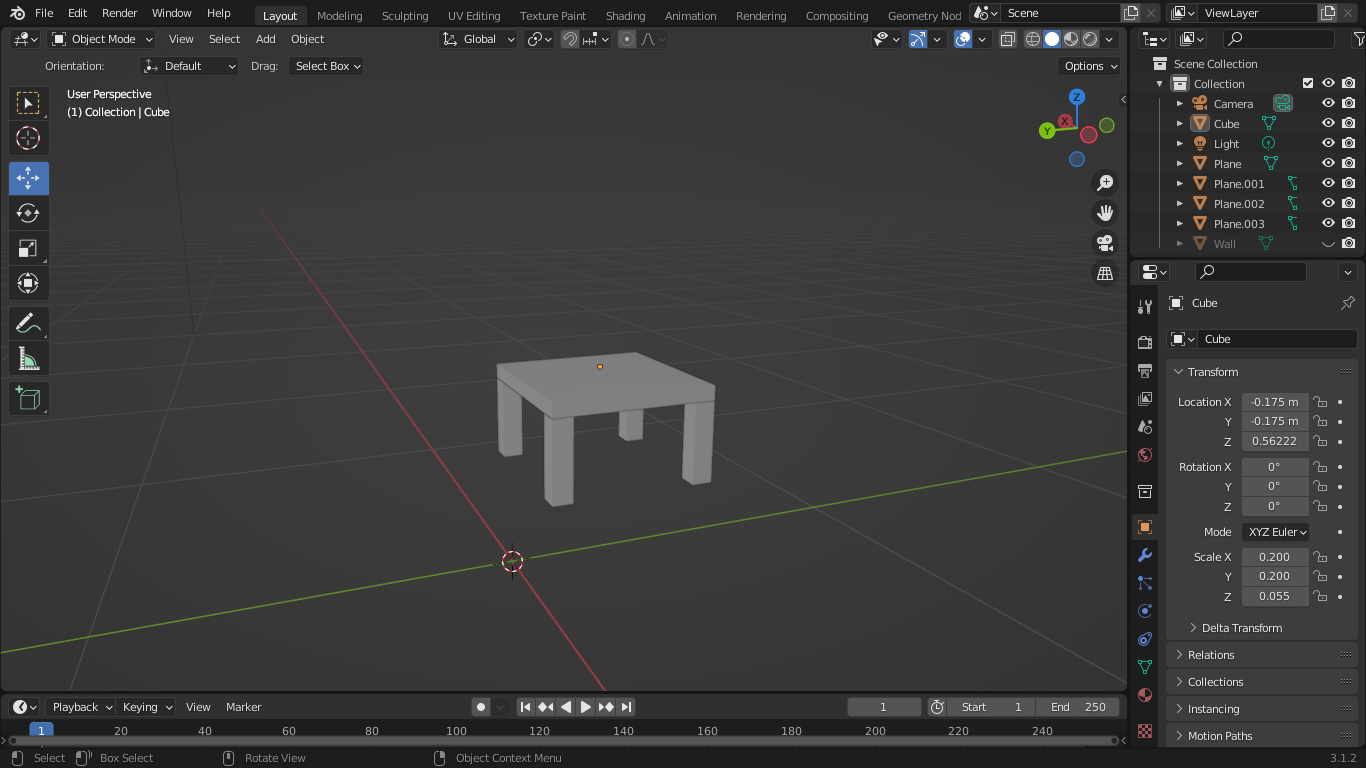 File Edit Render Window Help Layout Modeling Sculpting UV Editing Texture Paint Shading Animation Rendering Compositing Geometry Nod Scene ViewLayer
Object Mode View Select Add Object Global
Orientation: Default Drag: Select Box Options
User Perspective
(1) Collection | Cube
Z
X
Y
Scene Collection
Collection
Camera
Cube
Light
Plane
Plane.001
Plane.002
Plane.003
Wall
Cube
Cube
Transform
Location X -0.175 m
Y -0.175 m
Z 0.56222
Rotation X 0°
Y 0°
Z 0°
Mode XYZ Euler
Scale X 0.200
Y 0.200
Z 0.055
Delta Transform
Relations
Collections
Instancing
Motion Paths
Playback Keying View Marker 1 Start 1 End 250
1 20 40 60 80 100 120 140 160 180 200 220 240
Select Box Select Rotate View Object Context Menu 3.1.2